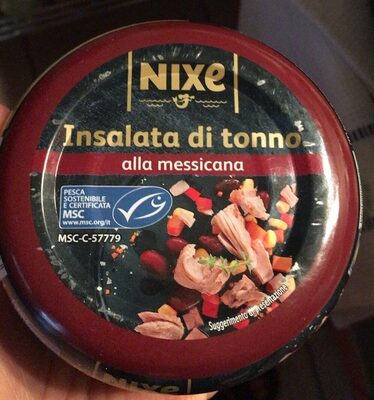 NIXE
Insalata di tonno
alla messicana
PESCA
SOSTENIBILE
E CERTIFICATA
MSC
www.msc.org/it
MSC-C-57779
Suggerimento di presentazione
NIXE